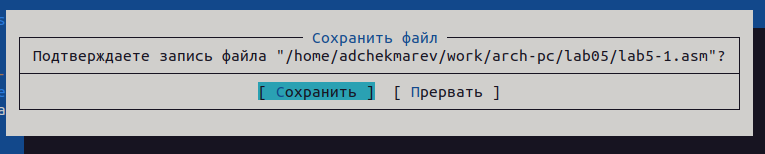 Сохранить файл
Подтверждаете запись файла "/home/adchekmarev/work/arch-pc/lab05/lab5-1.asm"?
[ Сохранить ] [ Прервать ]